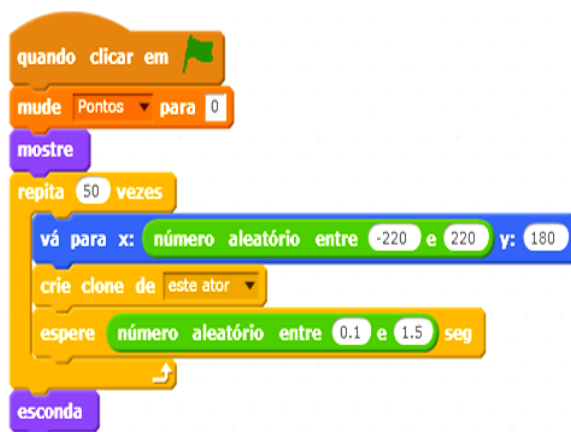 quando clicar em
mude Pontos para 0
mostre
repita 50 vezes
vá para x: número aleatório entre -220 e 220 y: 180
crie clone de este ator
espere número aleatório entre 0.1 e 1.5 seg
esconda